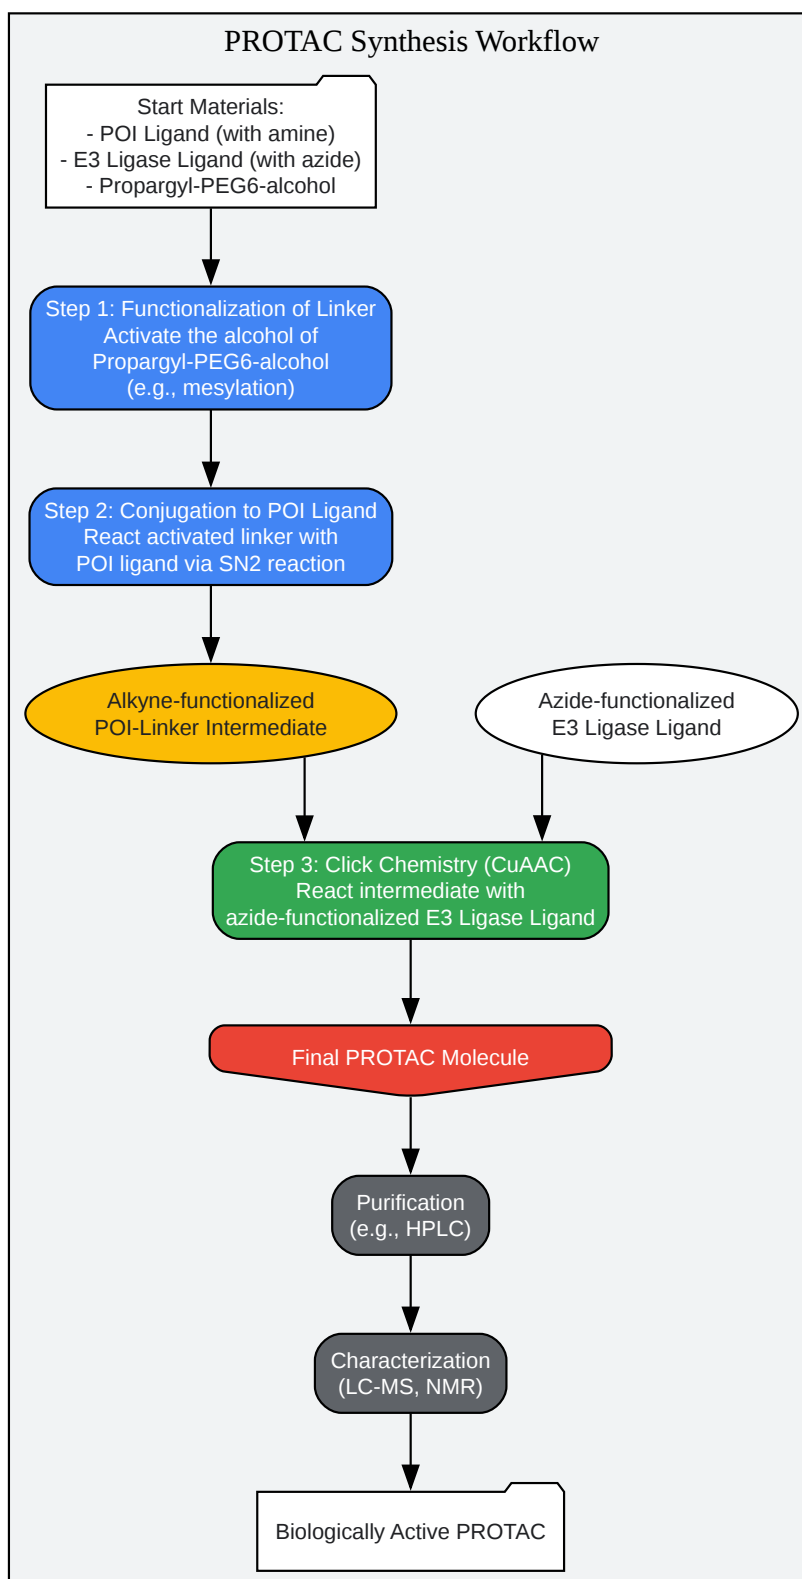 PROTAC Synthesis Workflow
Start Materials:
- POI Ligand (with amine)
- E3 Ligase Ligand (with azide)
- Propargyl-PEG6-alcohol
Step 1: Functionalization of Linker
Activate the alcohol of
Propargyl-PEG6-alcohol
(e.g., mesylation)
Step 2: Conjugation to POI Ligand
React activated linker with
POI ligand via SN2 reaction
Alkyne-functionalized
POI-Linker Intermediate
Azide-functionalized
E3 Ligase Ligand
Step 3: Click Chemistry (CuAAC)
React intermediate with
azide-functionalized E3 Ligase Ligand
Final PROTAC Molecule
Purification
(e.g., HPLC)
Characterization
(LC-MS, NMR)
Biologically Active PROTAC